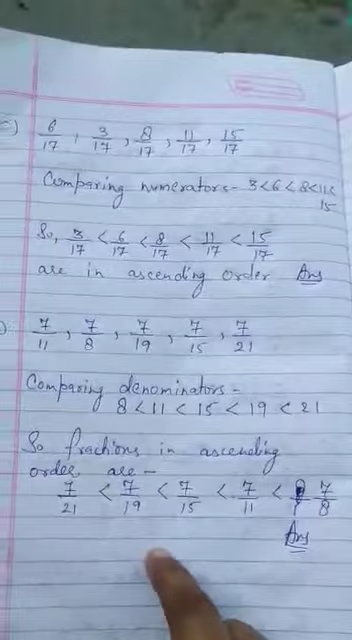 c) 6/17, 3/17, 8/17, 11/17, 15/17
Comparing numerators - 3<6<8<11<
15
So, 3/17 < 6/17 < 8/17 < 11/17 < 15/17
are in ascending order Ans
7/11, 7/8, 7/19, 7/15, 7/21
Comparing denominators -
8 < 11 < 15 < 19 < 21
So fractions in ascending
order are -
7/21 < 7/19 < 7/15 < 7/11 < 7/8
Ans